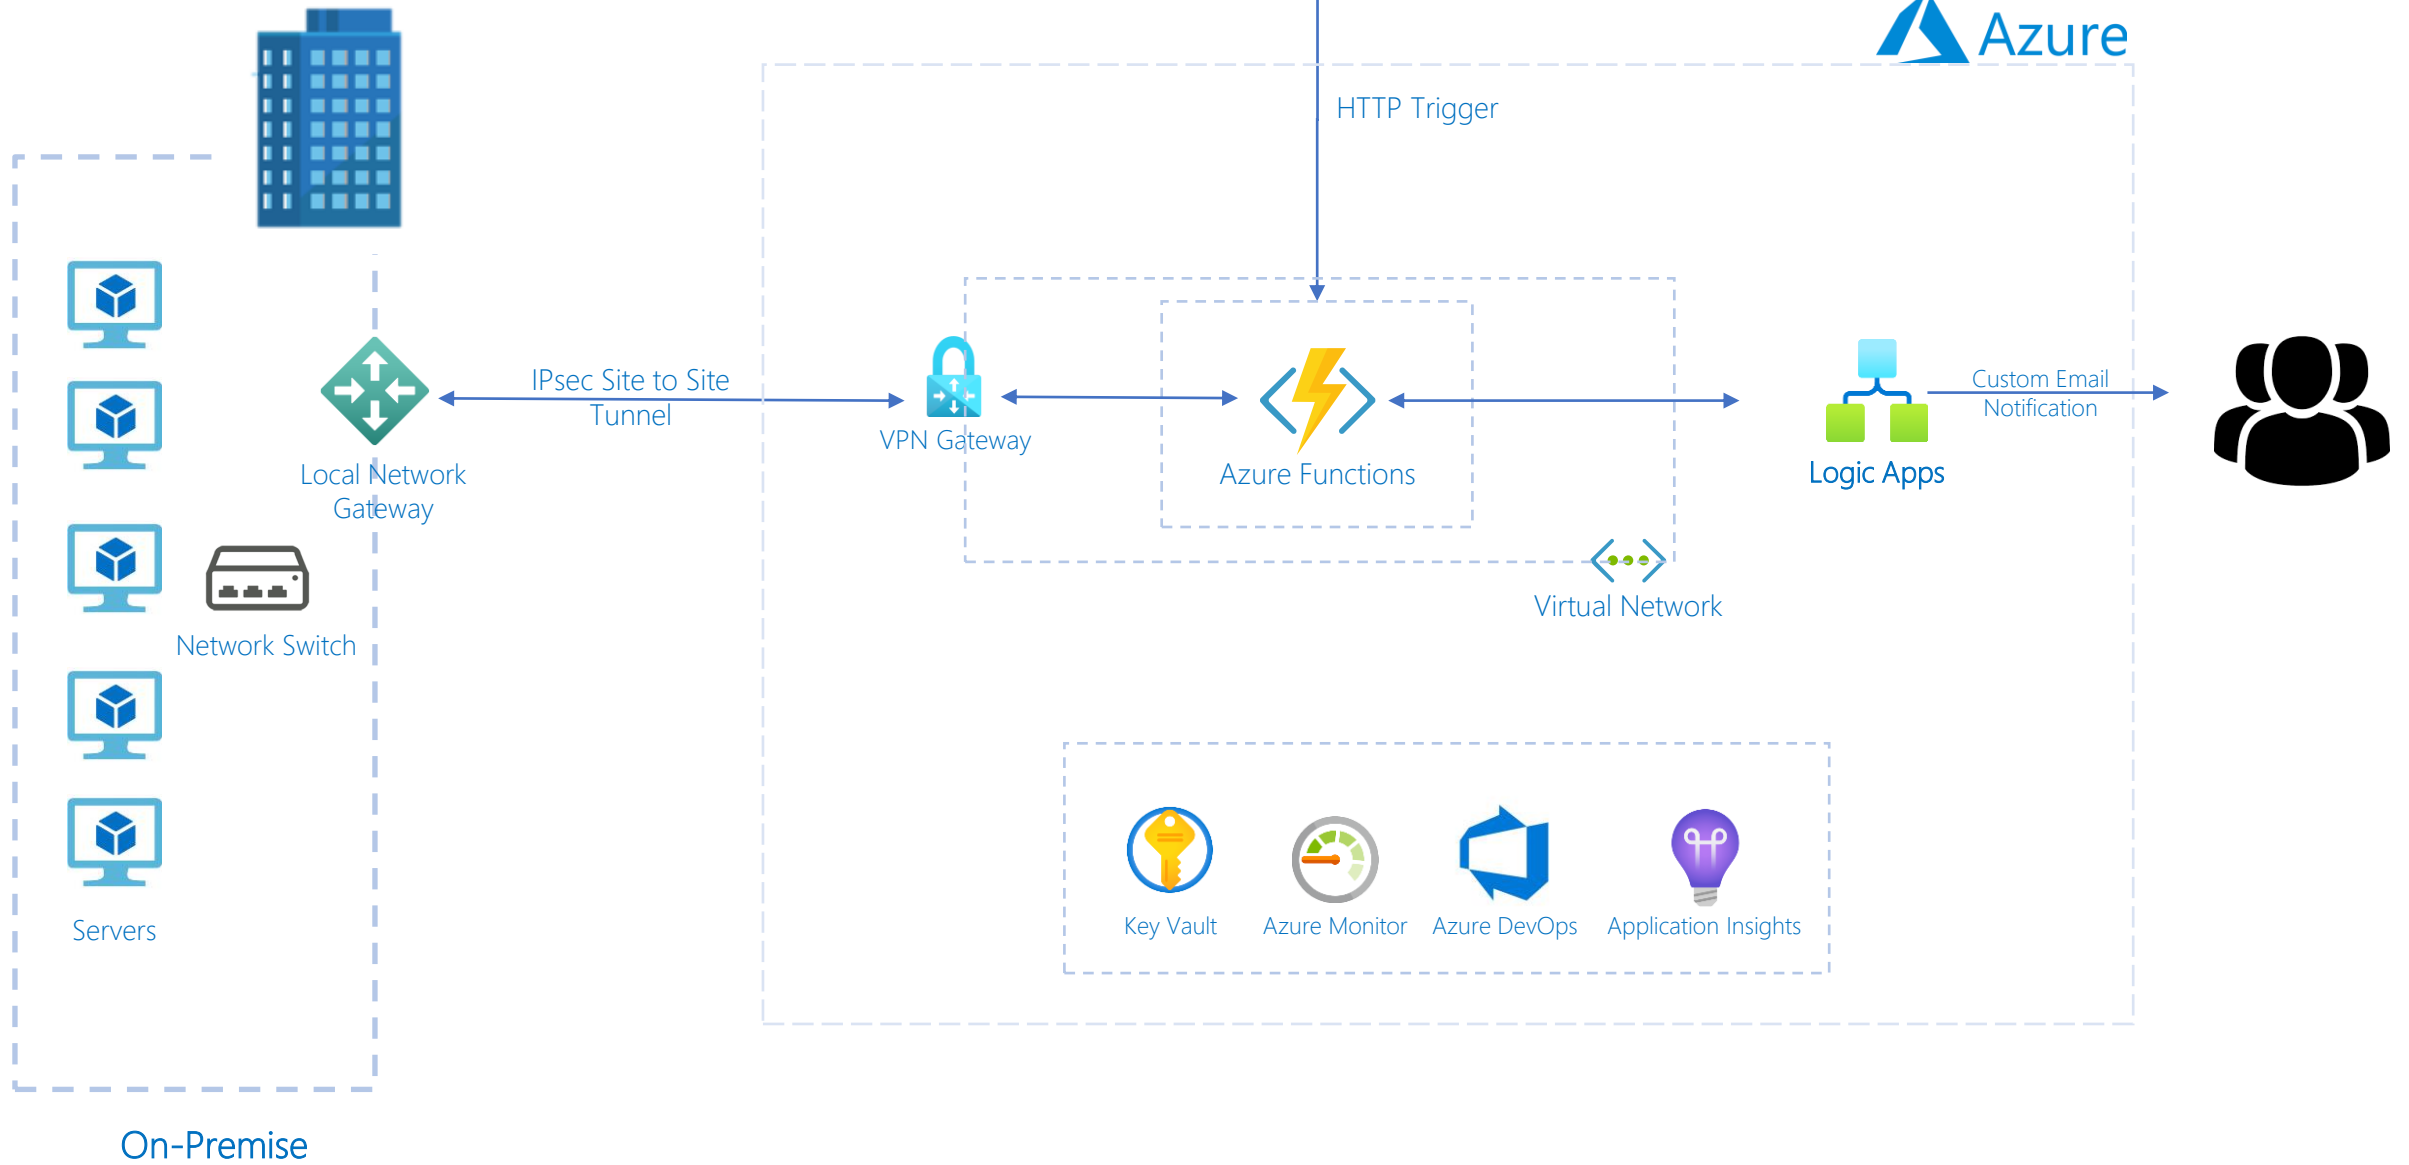 Azure
HTTP Trigger
IPsec Site to Site
Tunnel
Custom Email
Notification
VPN Gateway
Local Network
Gateway
Azure Functions
Logic Apps
Virtual Network
Network Switch
Servers
Key Vault
Azure Monitor
Azure DevOps
Application Insights
On-Premise